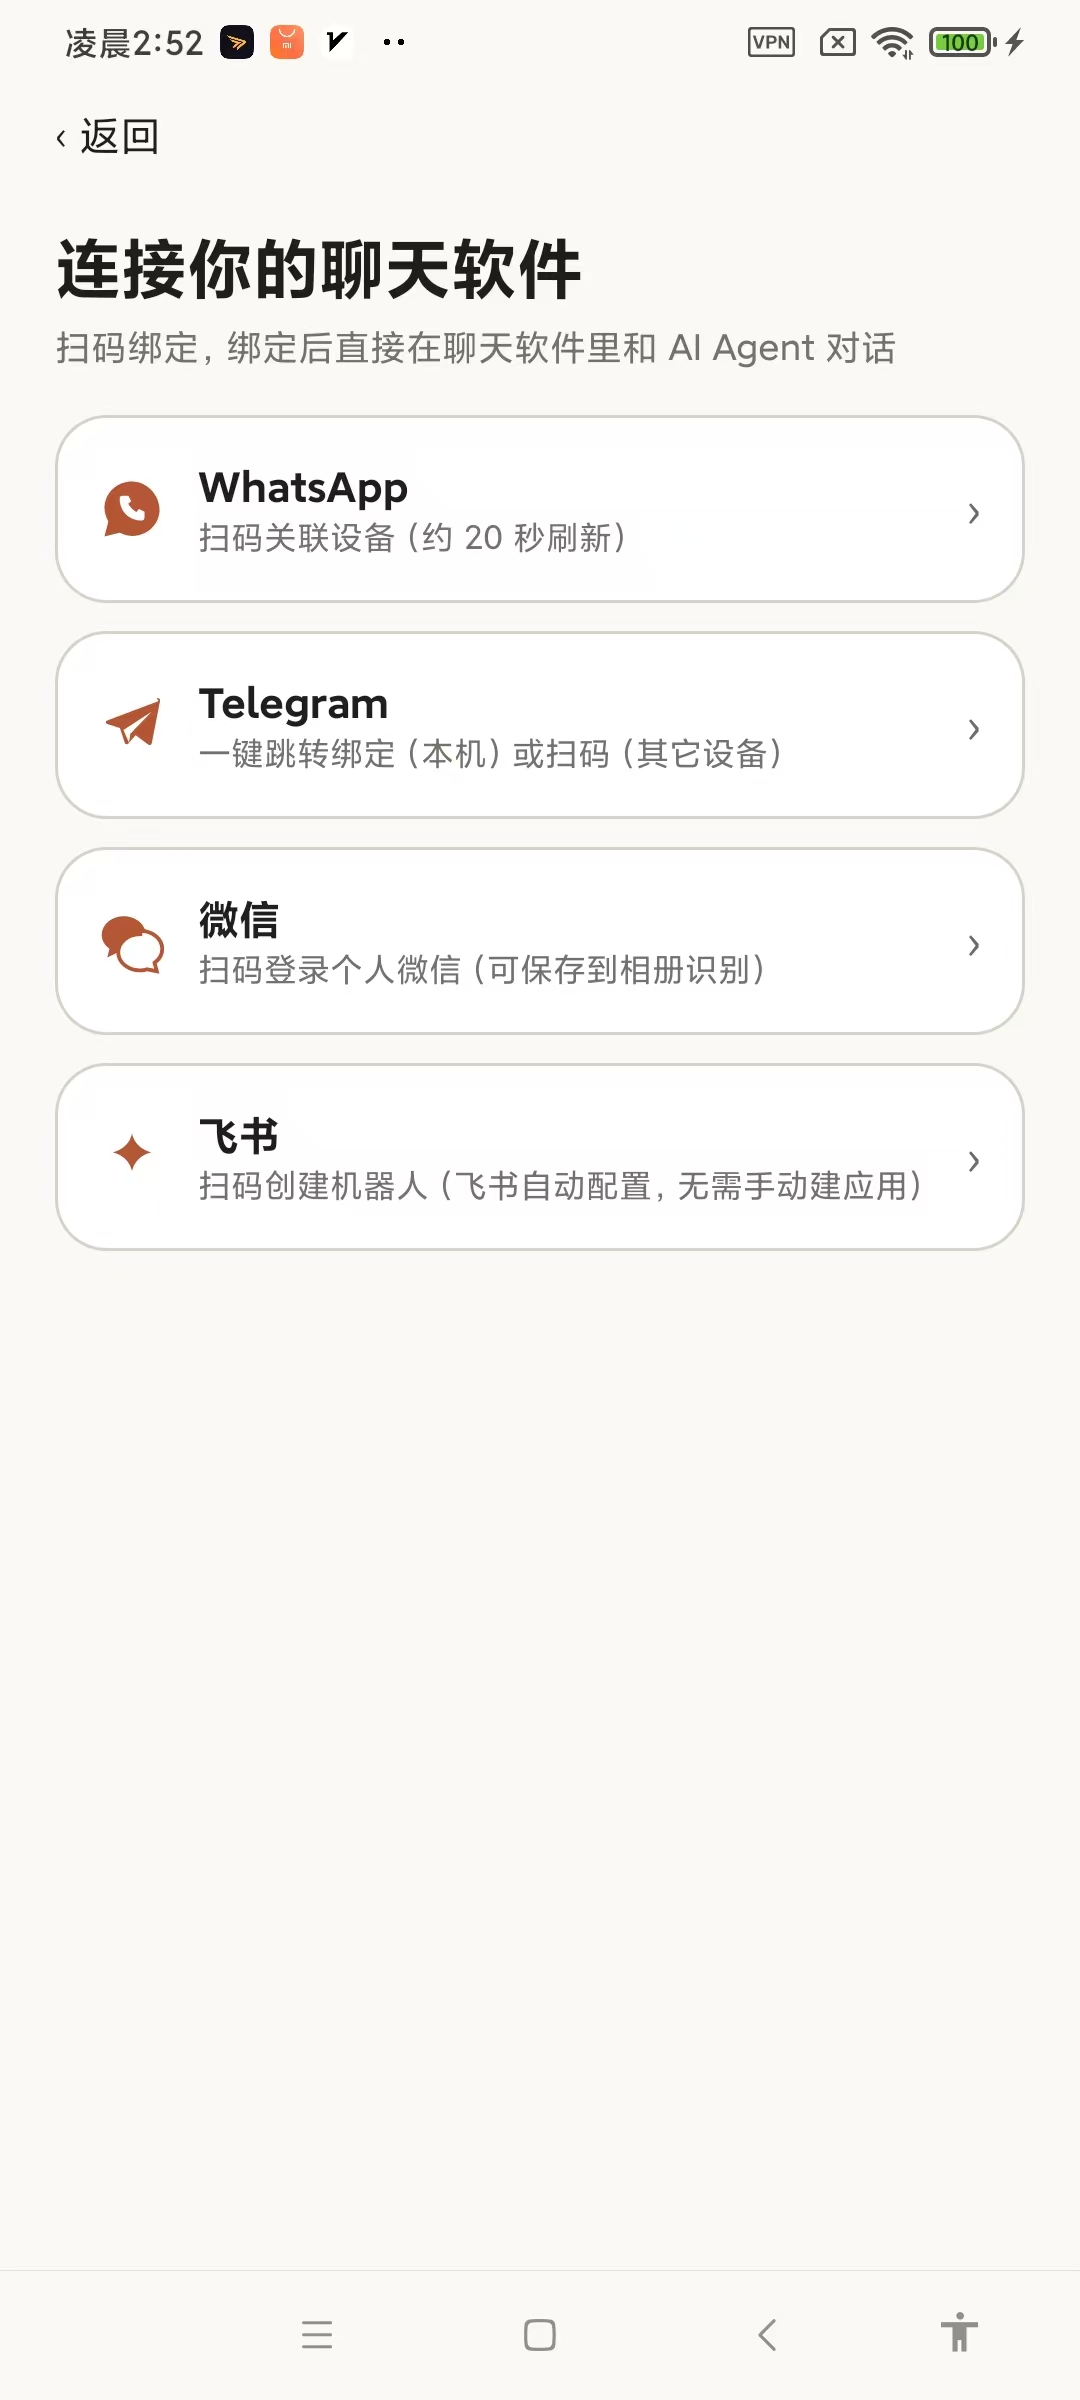 凌晨2:52
VPN
100
返回
连接你的聊天软件
扫码绑定，绑定后直接在聊天软件里和 AI Agent 对话
WhatsApp
扫码关联设备（约 20 秒刷新）
Telegram
一键跳转绑定（本机）或扫码（其它设备）
微信
扫码登录个人微信（可保存到相册识别）
飞书
扫码创建机器人（飞书自动配置，无需手动建应用）